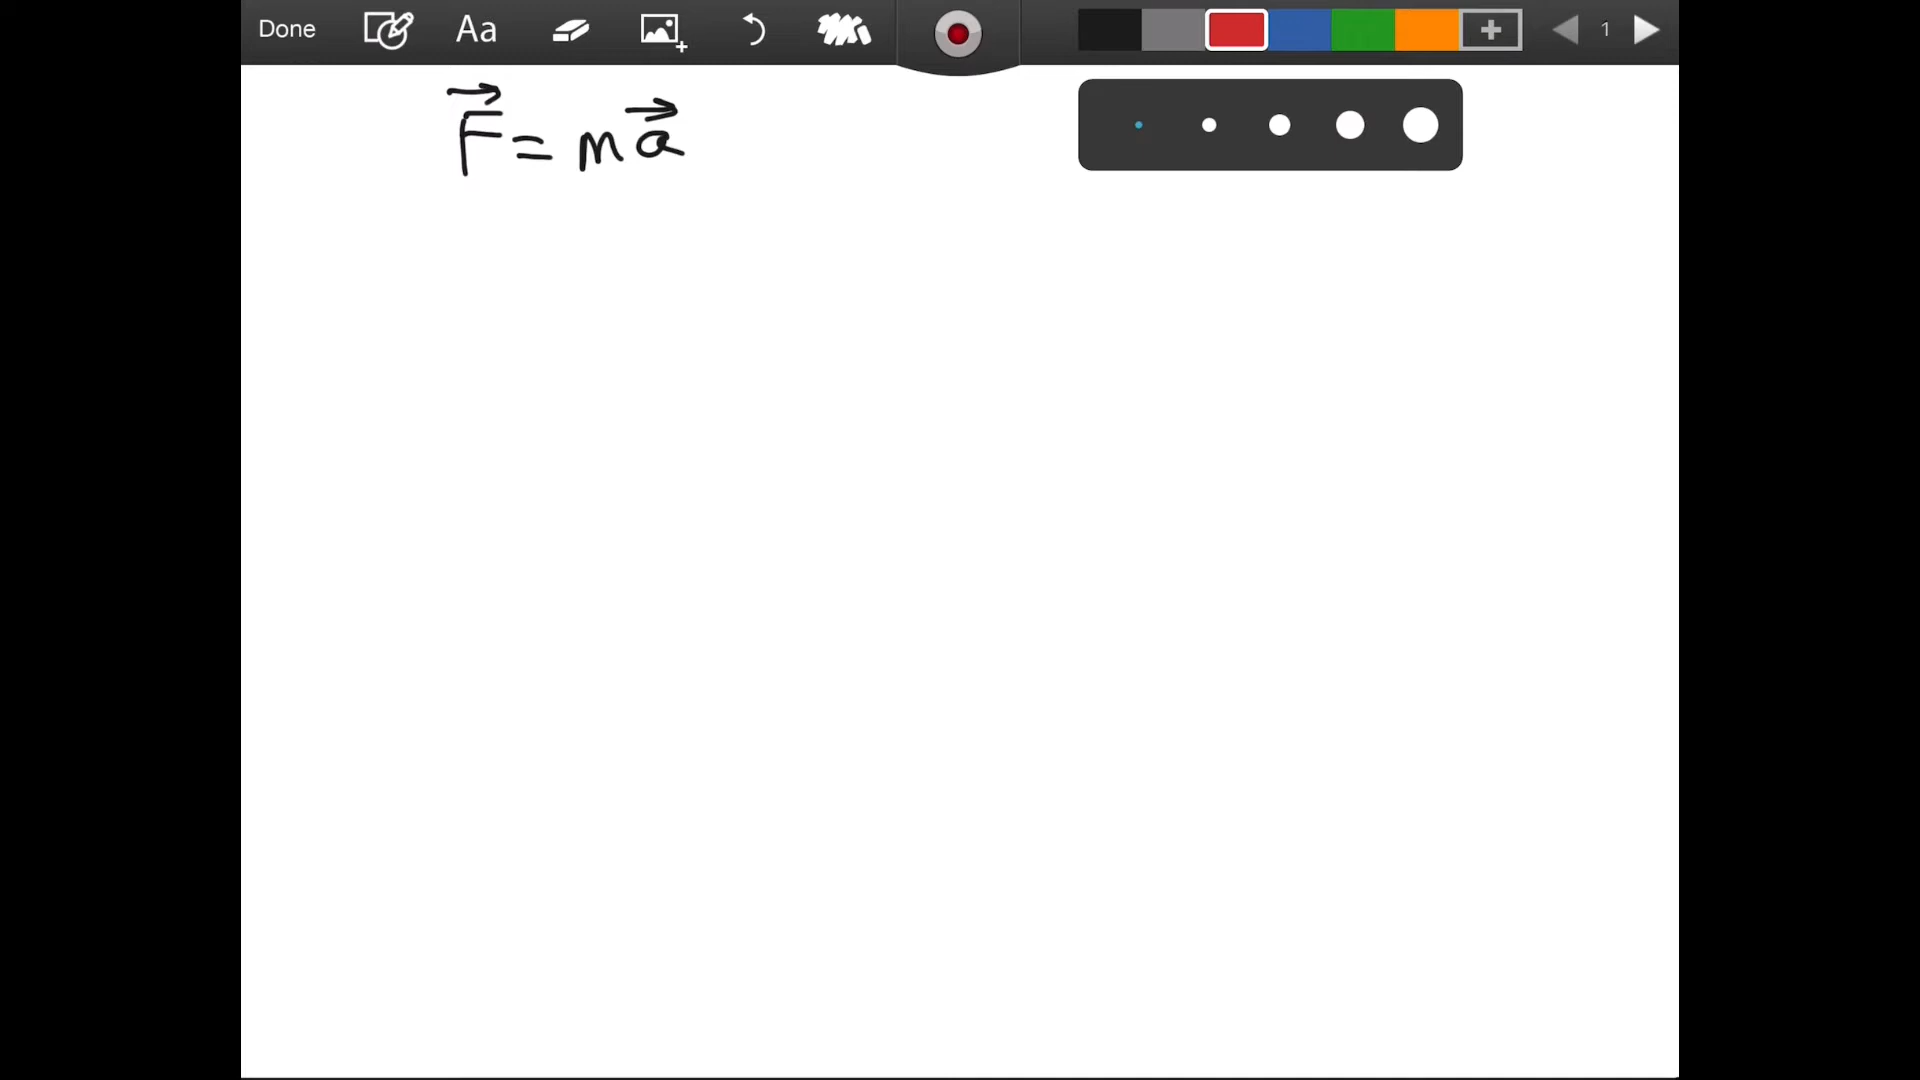 Done Aa 1
F⃗ = ma⃗